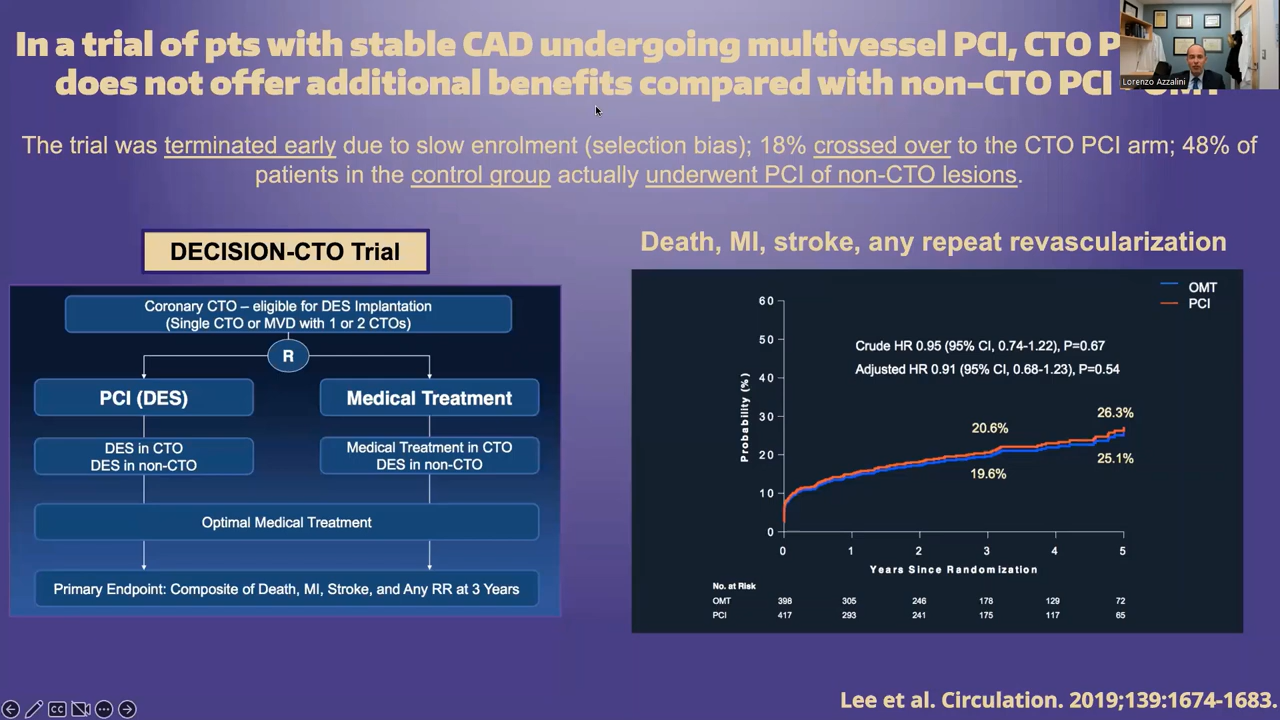 In a trial of pts with stable CAD undergoing multivessel PCI, CTO P
Lorenzo Azzalini
does not offer additional benefits compared with non-CTO PCI
The trial was terminated early due to slow enrolment (selection bias); 18% crossed over to the CTO PCI arm; 48% of
patients in the control group actually underwent PCI of non-CTO lesions.
DECISION-CTO Trial
Coronary CTO – eligible for DES Implantation
(Single CTO or MVD with 1 or 2 CTOs)
R
PCI (DES)
Medical Treatment
DES in CTO
DES in non-CTO
Medical Treatment in CTO
DES in non-CTO
Optimal Medical Treatment
Primary Endpoint: Composite of Death, MI, Stroke, and Any RR at 3 Years
Death, MI, stroke, any repeat revascularization
OMT
PCI
Crude HR 0.95 (95% CI, 0.74-1.22), P=0.67
Adjusted HR 0.91 (95% CI, 0.68-1.23), P=0.54
Probability (%)
60
50
40
30
20
10
0
20.6%
19.6%
26.3%
25.1%
0 1 2 3 4 5
Years Since Randomization
No. at Risk
OMT 398 305 246 178 129 72
PCI 417 293 241 175 117 65
CC
Lee et al. Circulation. 2019;139:1674-1683.